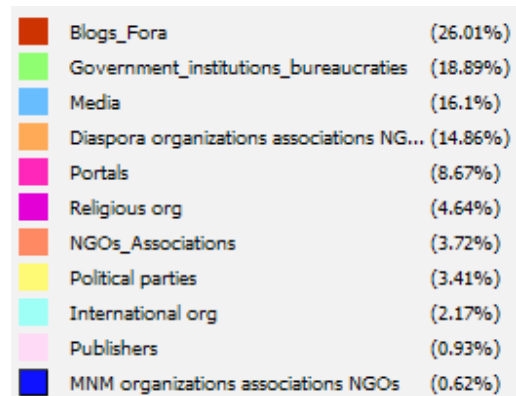 Blogs_Fora (26.01%)
Government_institutions_bureaucraties (18.89%)
Media (16.1%)
Diaspora organizations associations NG... (14.86%)
Portals (8.67%)
Religious org (4.64%)
NGOs_Associations (3.72%)
Political parties (3.41%)
International org (2.17%)
Publishers (0.93%)
MNM organizations associations NGOs (0.62%)